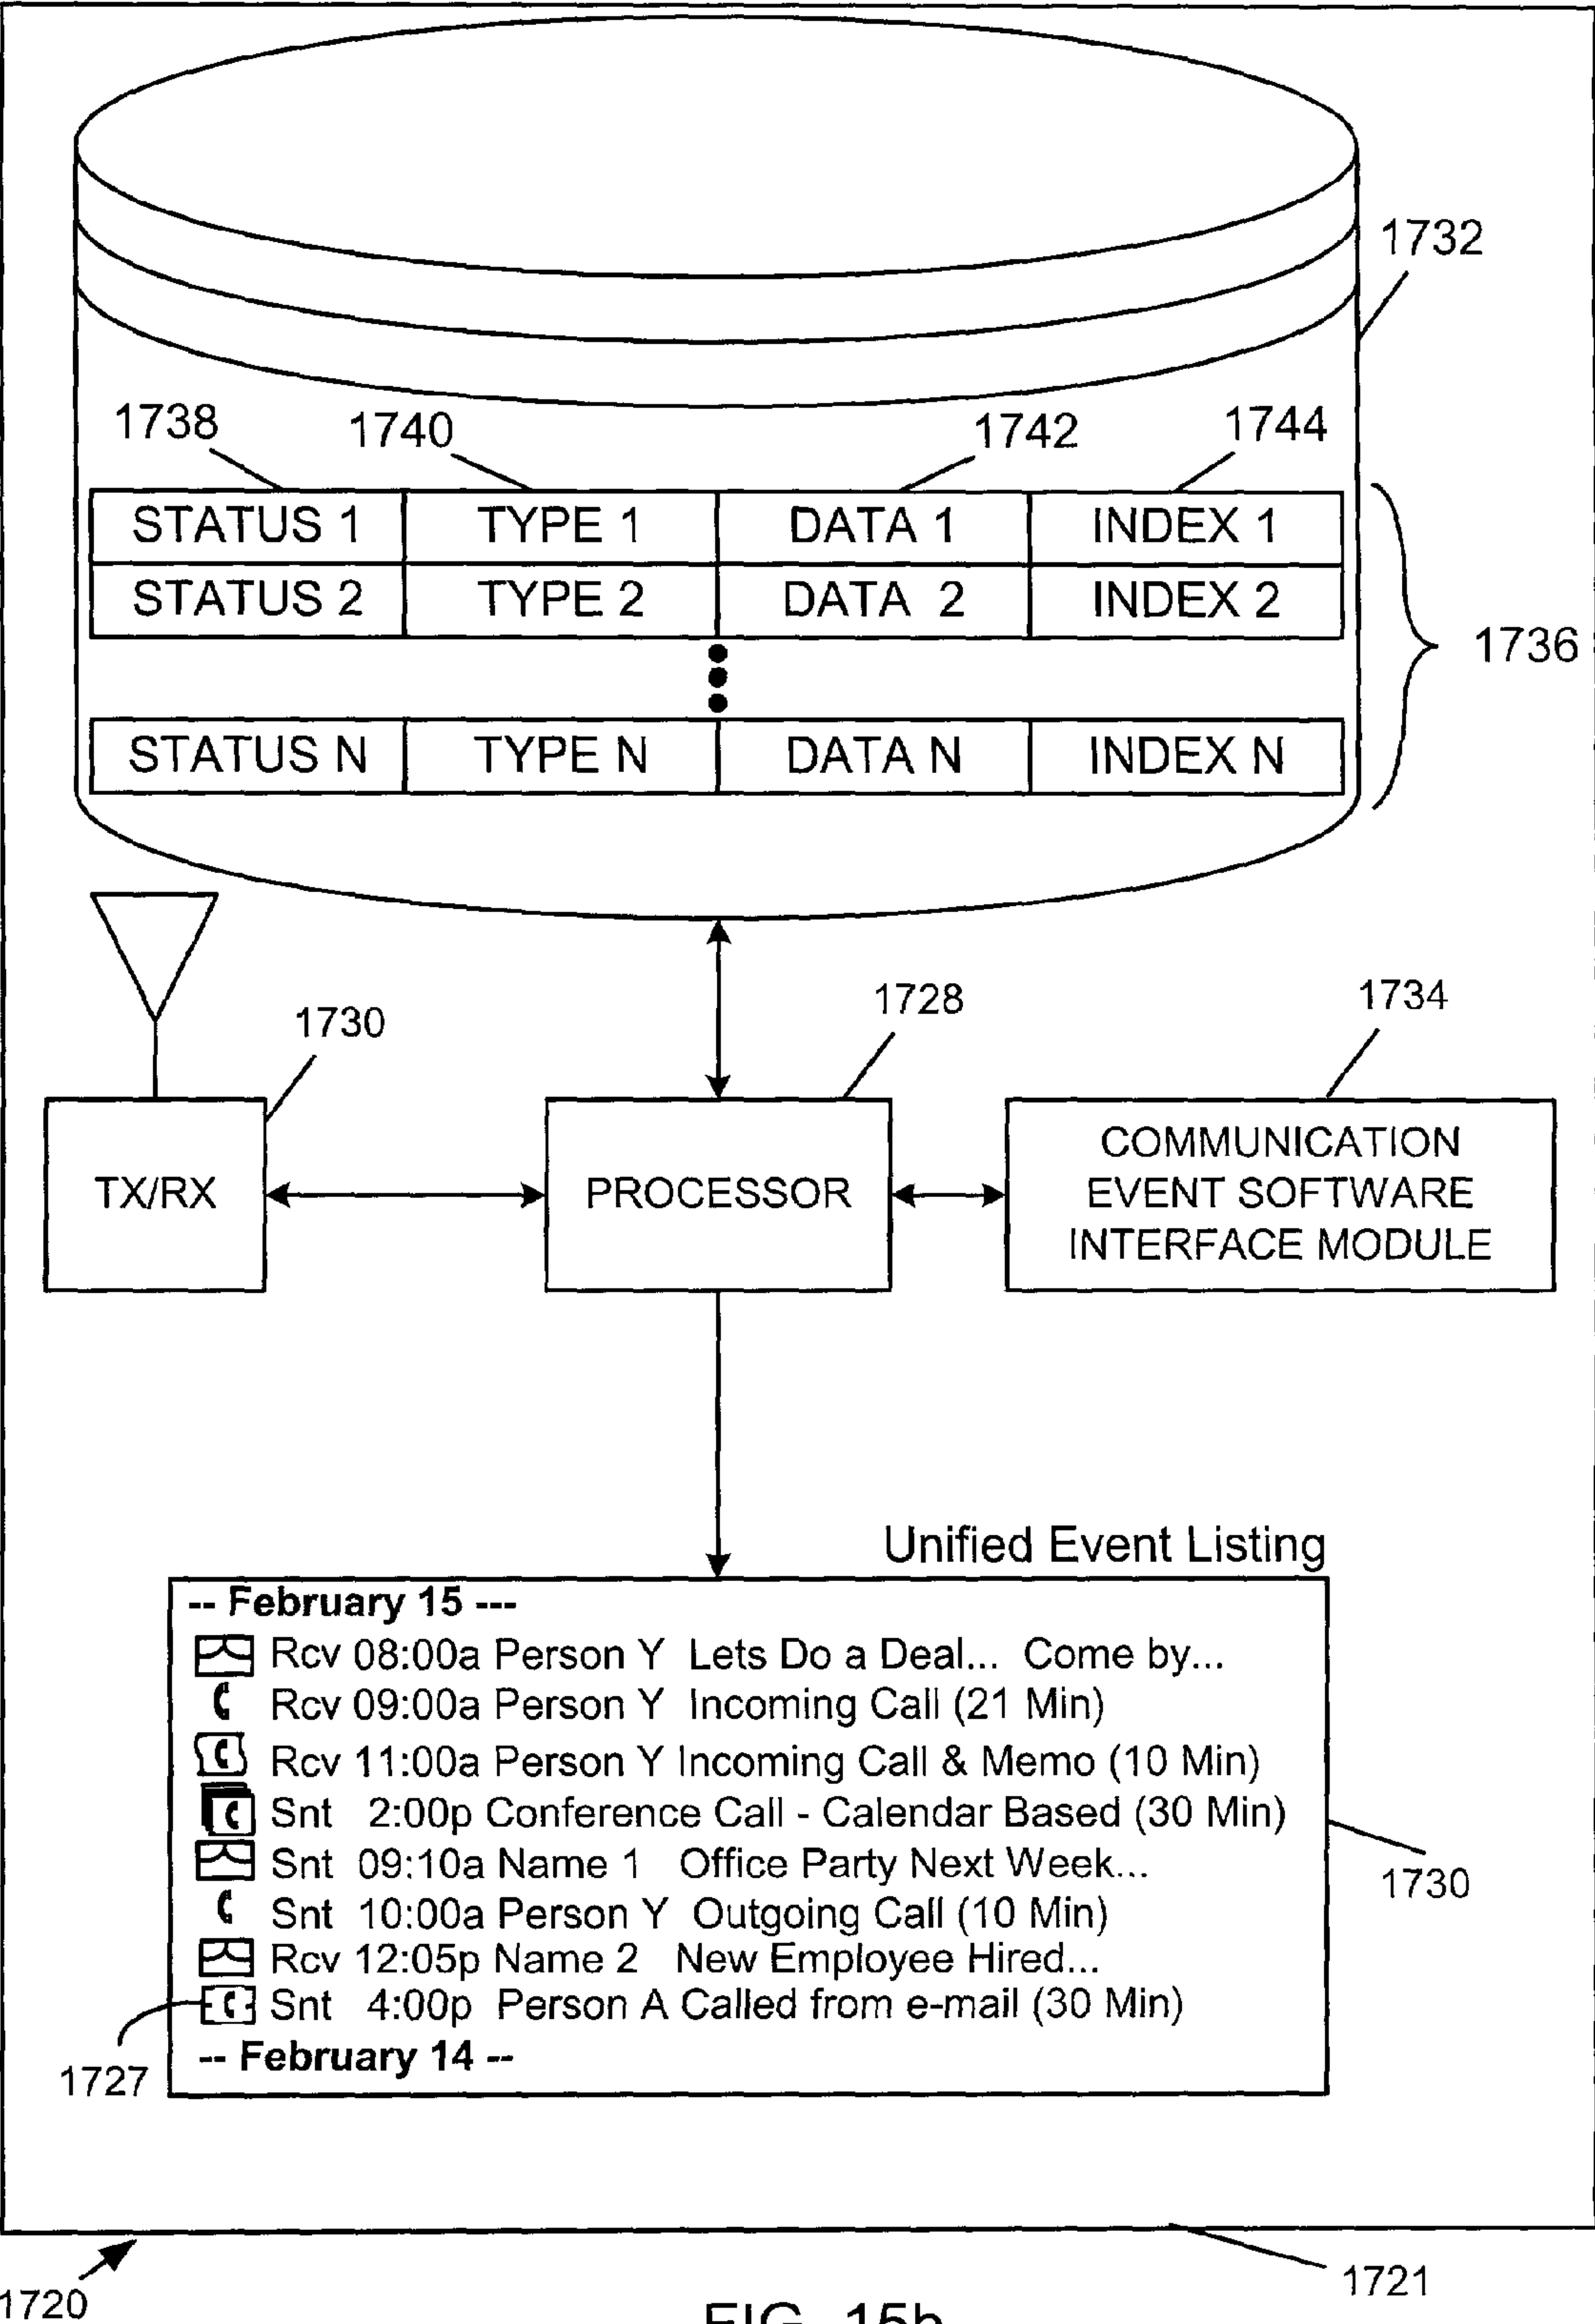 1732
1738 1740 1742 1744
STATUS 1 TYPE 1 DATA 1 INDEX 1
STATUS 2 TYPE 2 DATA 2 INDEX 2
1736
STATUS N TYPE N DATA N INDEX N
1730 1728 1734
TX/RX
PROCESSOR
COMMUNICATION
EVENT SOFTWARE
INTERFACE MODULE
Unified Event Listing
-- February 15 ---
Rcv 08:00a Person Y Lets Do a Deal... Come by...
Rcv 09:00a Person Y Incoming Call (21 Min)
Rcv 11:00a Person Y Incoming Call & Memo (10 Min)
Snt 2:00p Conference Call - Calendar Based (30 Min)
Snt 09:10a Name 1 Office Party Next Week...
Snt 10:00a Person Y Outgoing Call (10 Min)
Rcv 12:05p Name 2 New Employee Hired...
Snt 4:00p Person A Called from e-mail (30 Min)
-- February 14 --
1730
1727
1720
1721
FIG. 15b